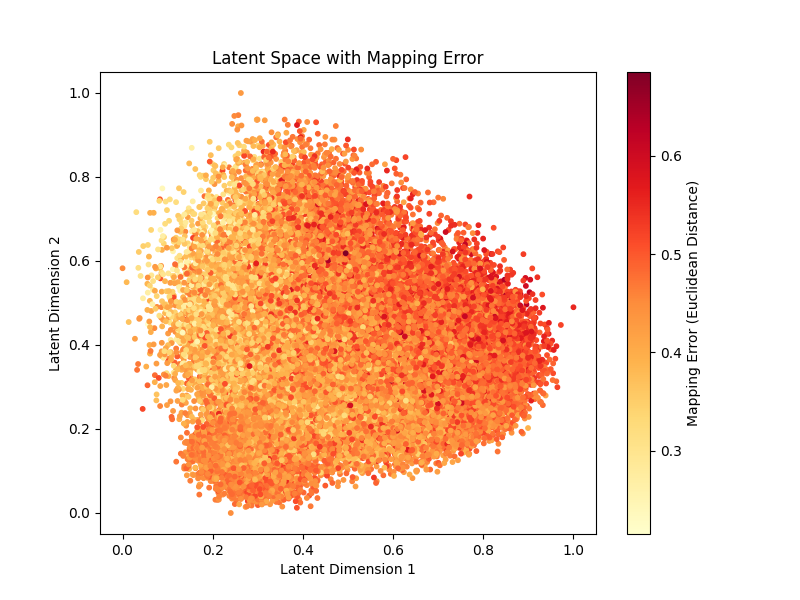 Latent Space with Mapping Error
1.0
0.8
0.6
0.4
0.2
0.0
Latent Dimension 2
0.0 0.2 0.4 0.6 0.8 1.0
Latent Dimension 1
0.6
0.5
0.4
0.3
Mapping Error (Euclidean Distance)